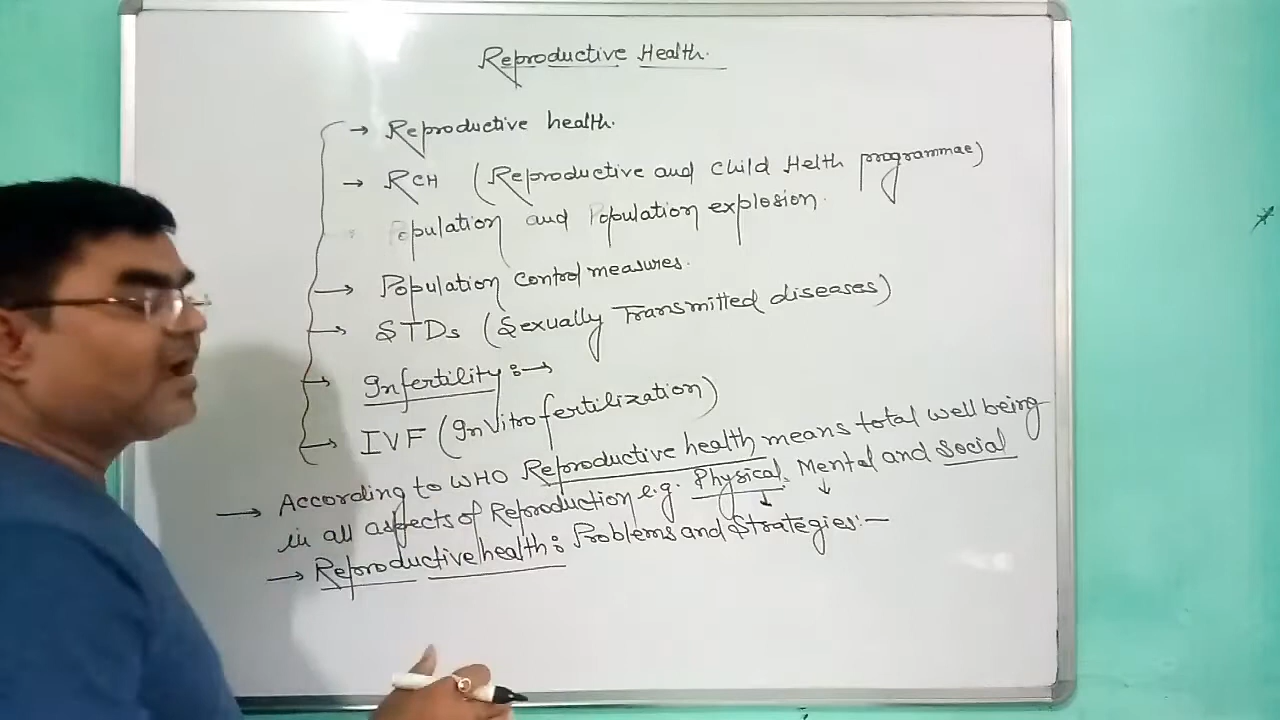 Reproductive Health.
→ Reproductive health.
→ RCH (Reproductive and Child Helth programmae)
Population and Population explosion.
→ Population control measures.
→ STDs (Sexually Transmitted diseases)
→ Infertility :→
→ IVF (InVitro fertilization)
→ According to WHO Reproductive health means total well being
in all aspects of Reproduction e.g. Physical, Mental and Social
→ Reproductive health : Problems and Strategies:—